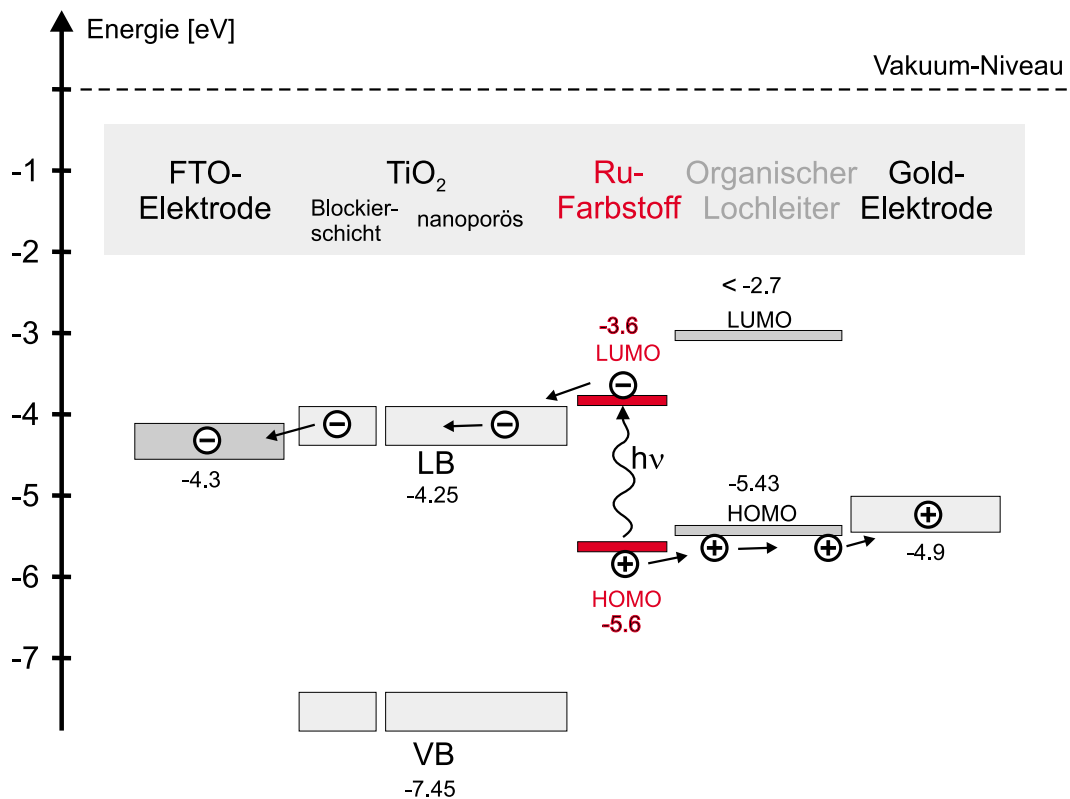 Energie [eV]
Vakuum-Niveau
-1
-2
-3
-4
-5
-6
-7
FTO-
Elektrode
TiO₂
Blockier-
schicht
nanoporös
Ru-
Farbstoff
Organischer
Lochleiter
Gold-
Elektrode
< -2.7
LUMO
-3.6
LUMO
−
−
−
−
-4.3
LB
-4.25
hν
-5.43
HOMO
+
+
+
+
-4.9
HOMO
-5.6
VB
-7.45